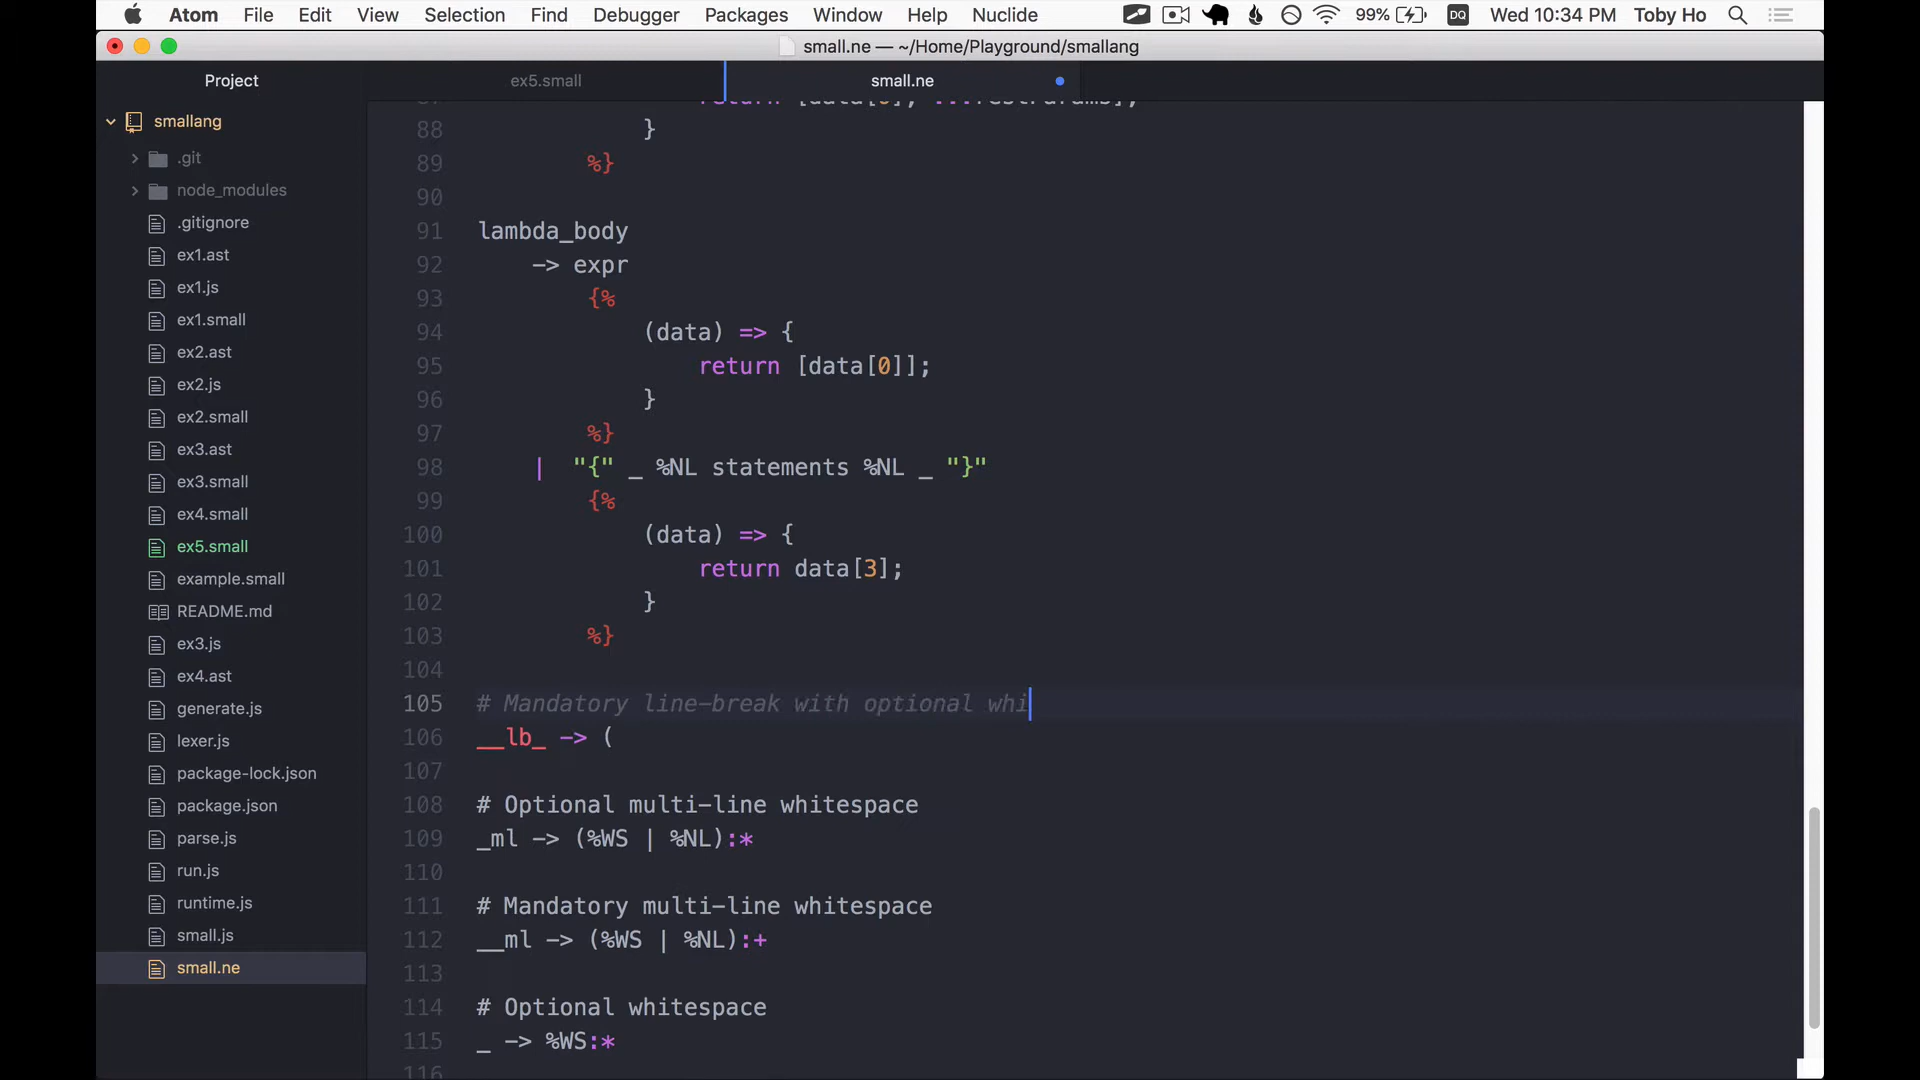 Atom File Edit View Selection Find Debugger Packages Window Help Nuclide 99% DQ Wed 10:34 PM Toby Ho
small.ne — ~/Home/Playground/smallang
Project
ex5.small
small.ne
smallang
.git
node_modules
.gitignore
ex1.ast
ex1.js
ex1.small
ex2.ast
ex2.js
ex2.small
ex3.ast
ex3.small
ex4.small
ex5.small
example.small
README.md
ex3.js
ex4.ast
generate.js
lexer.js
package-lock.json
package.json
parse.js
run.js
runtime.js
small.js
small.ne
88 }
89 %}
90
91 lambda_body
92 -> expr
93 {%
94 (data) => {
95 return [data[0]];
96 }
97 %}
98 | "{" _ %NL statements %NL _ "}"
99 {%
100 (data) => {
101 return data[3];
102 }
103 %}
104
105 # Mandatory line-break with optional whi
106 __lb_ -> (
107
108 # Optional multi-line whitespace
109 _ml -> (%WS | %NL):*
110
111 # Mandatory multi-line whitespace
112 __ml -> (%WS | %NL):+
113
114 # Optional whitespace
115 _ -> %WS:*
116